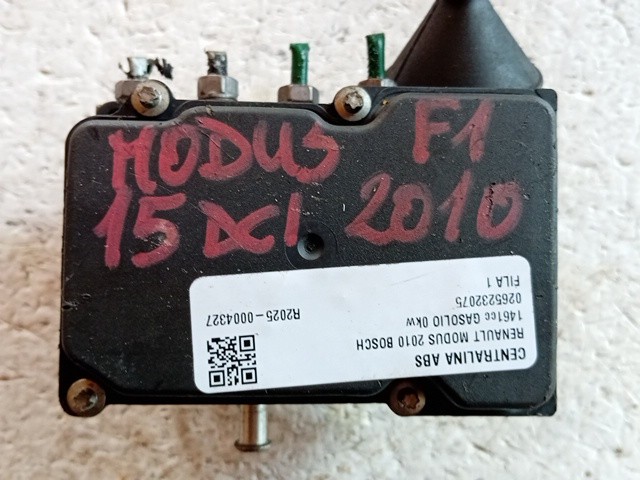 MODUS F1
15 DCI 2010
CENTRALINA ABS
RENAULT MODUS 2010 BOSCH
1461cc GASOLIO 0kw
0265232075
FILA 1
R2025-0004327